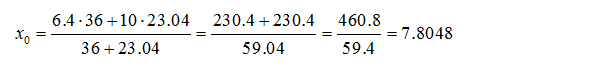 x₀ = (6.4·36+10·23.04)/(36+23.04) = (230.4+230.4)/59.04 = 460.8/59.4 = 7.8048